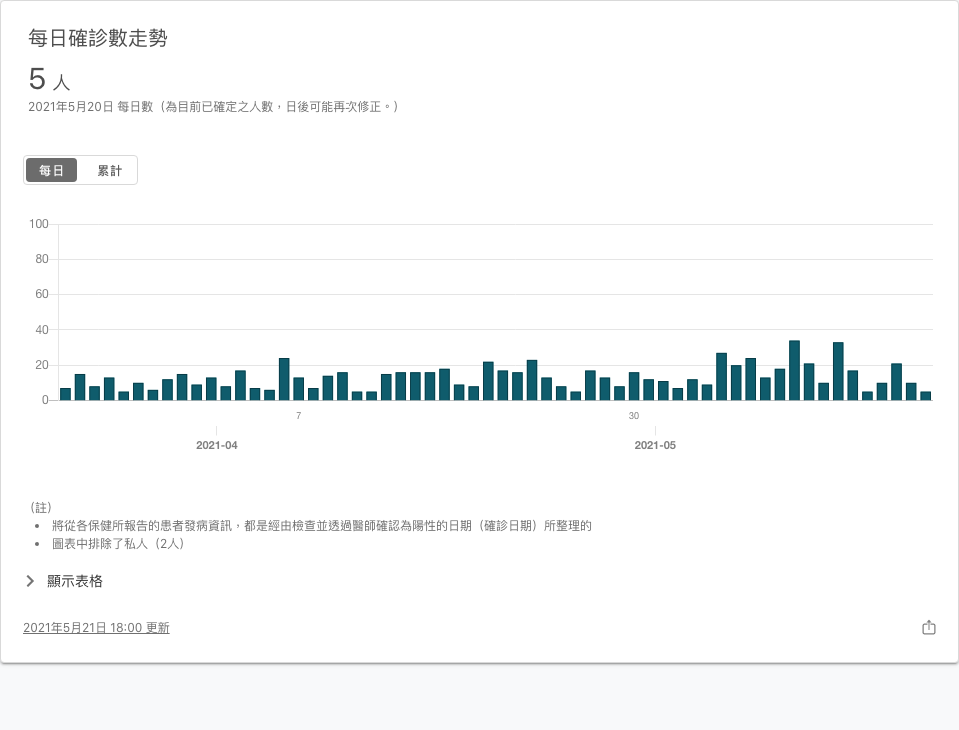 每日確診數走勢
5 人
2021年5月20日 每日數（為目前已確定之人數，日後可能再次修正。）
每日 累計
100
80
60
40
20
0
7 30
2021-04 2021-05
（註）
• 將從各保健所報告的患者發病資訊，都是經由檢查並透過醫師確認為陽性的日期（確診日期）所整理的
• 圖表中排除了私人（2人）
顯示表格
2021年5月21日 18:00 更新